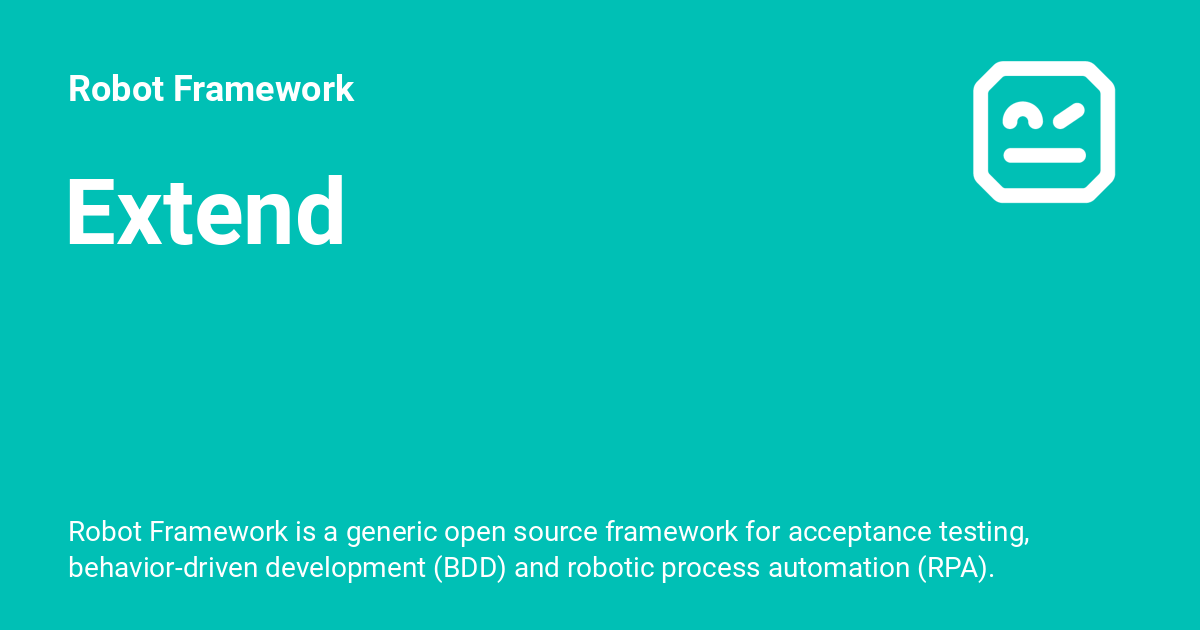 Robot Framework
Extend
Robot Framework is a generic open source framework for acceptance testing,
behavior-driven development (BDD) and robotic process automation (RPA).